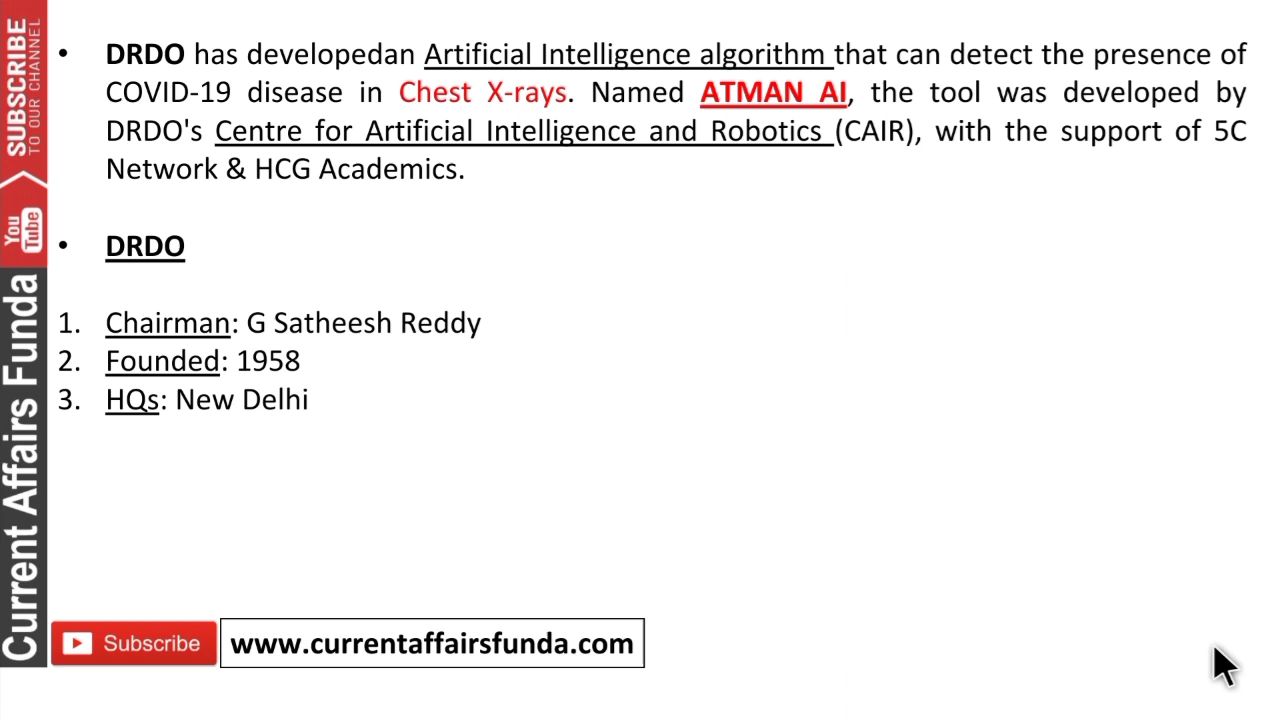 • DRDO has developedan Artificial Intelligence algorithm that can detect the presence of
COVID-19 disease in Chest X-rays. Named ATMAN AI, the tool was developed by
DRDO's Centre for Artificial Intelligence and Robotics (CAIR), with the support of 5C
Network & HCG Academics.
• DRDO
1. Chairman: G Satheesh Reddy
2. Founded: 1958
3. HQs: New Delhi
SUBSCRIBE
TO OUR CHANNEL
You
Tube
Current Affairs Funda
Subscribe
www.currentaffairsfunda.com